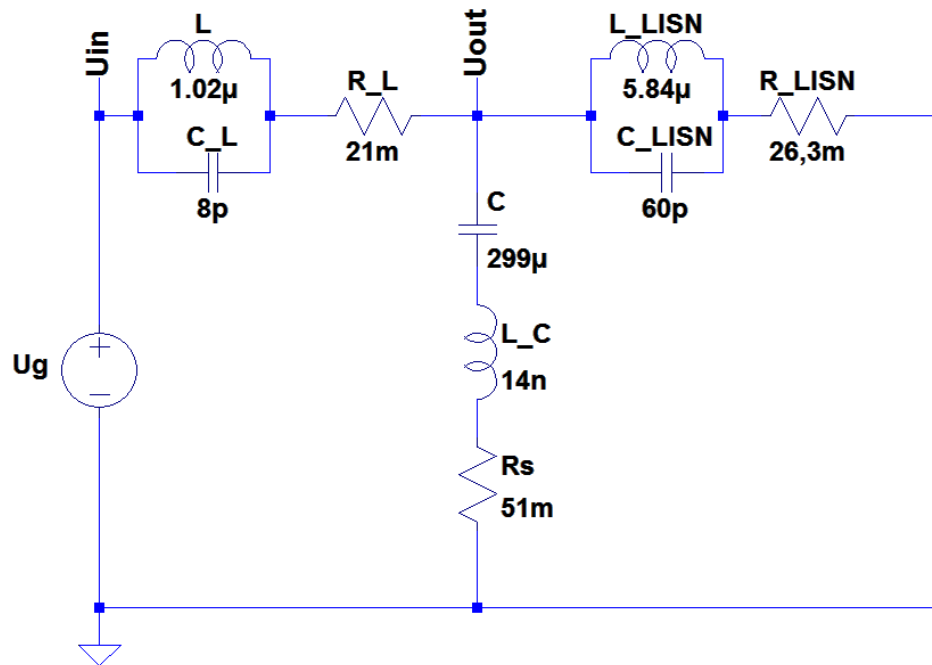 L
1.02µ
C_L
8p
Uin
R_L
21m
Uout
L_LISN
5.84µ
C_LISN
60p
R_LISN
26,3m
C
299µ
L_C
14n
Rs
51m
Ug